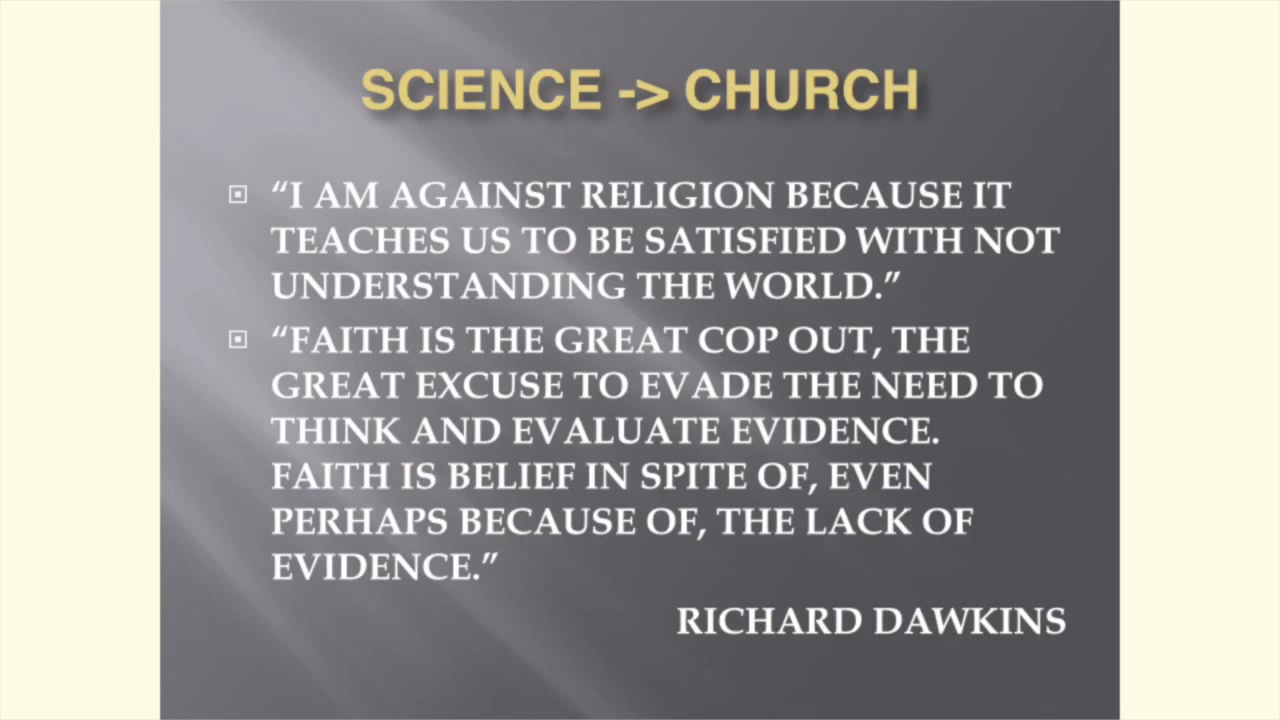 SCIENCE -> CHURCH
“I AM AGAINST RELIGION BECAUSE IT
TEACHES US TO BE SATISFIED WITH NOT
UNDERSTANDING THE WORLD.”
“FAITH IS THE GREAT COP OUT, THE
GREAT EXCUSE TO EVADE THE NEED TO
THINK AND EVALUATE EVIDENCE.
FAITH IS BELIEF IN SPITE OF, EVEN
PERHAPS BECAUSE OF, THE LACK OF
EVIDENCE.”
RICHARD DAWKINS